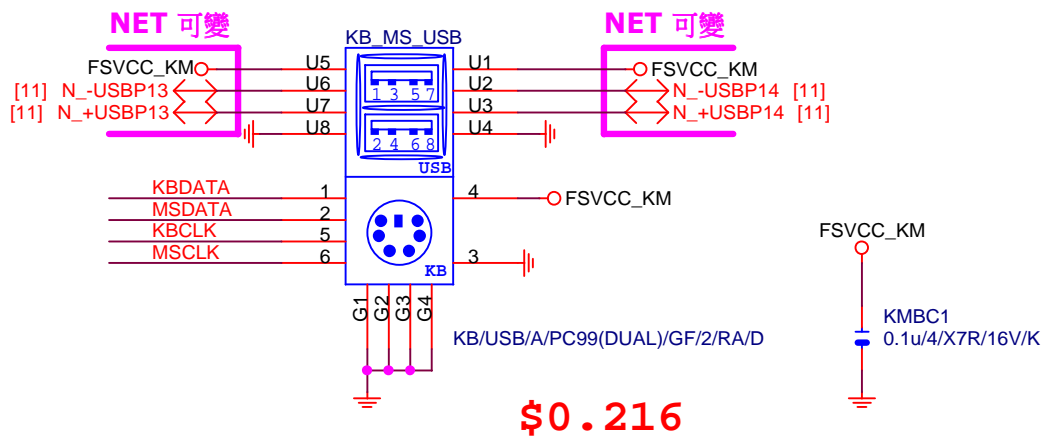 NET 可變
NET 可變
KB_MS_USB
FSVCC_KM
U5
U1
FSVCC_KM
[11] N_-USBP13
U6
U2
N_-USBP14 [11]
[11] N_+USBP13
U7
U3
N_+USBP14 [11]
U8
U4
1 3 5 7
2 4 6 8
USB
KBDATA
1
4
FSVCC_KM
MSDATA
2
KBCLK
5
MSCLK
6
3
KB
FSVCC_KM
G1
G2
G3
G4
KB/USB/A/PC99(DUAL)/GF/2/RA/D
KMBC1
0.1u/4/X7R/16V/K
$0.216